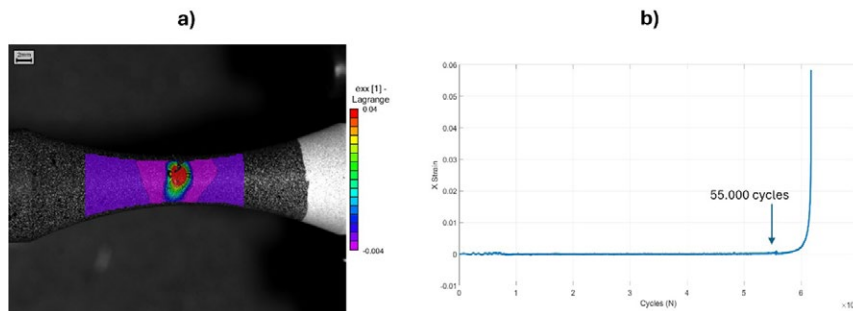 a)
b)
2mm
exx [1] -
Lagrange
0.04
-0.004
0.06
0.05
0.04
0.03
0.02
0.01
0
-0.01
X Strain
55.000 cycles
0 1 2 3 4 5 6
Cycles (N)